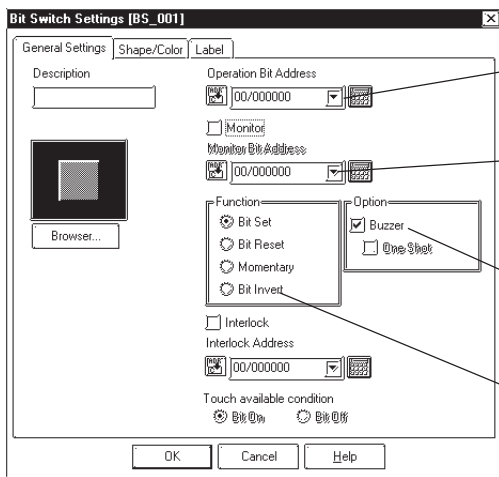 Bit Switch Settings [BS_001]
General Settings Shape/Color Label
Description
Operation Bit Address
00/000000
Monitor
Monitor Bit Address
00/000000
Browser...
Function
Bit Set
Bit Reset
Momentary
Bit Invert
Option
Buzzer
One Shot
Interlock
Interlock Address
00/000000
Touch available condition
Bit On Bit Off
OK Cancel Help